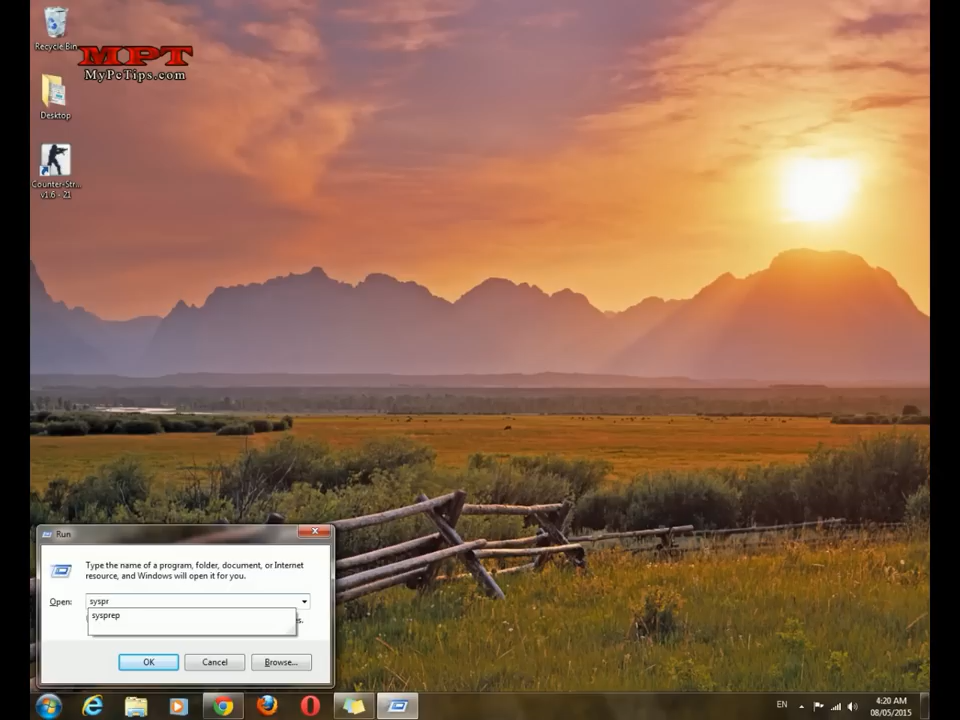 Recycle Bin
MPT
MyPcTips.com
Desktop
Counter-Str...
v1.6 - 21
Run
Type the name of a program, folder, document, or Internet
resource, and Windows will open it for you.
Open:
syspr
sysprep
s.
OK
Cancel
Browse...
EN
4:20 AM
08/05/2015